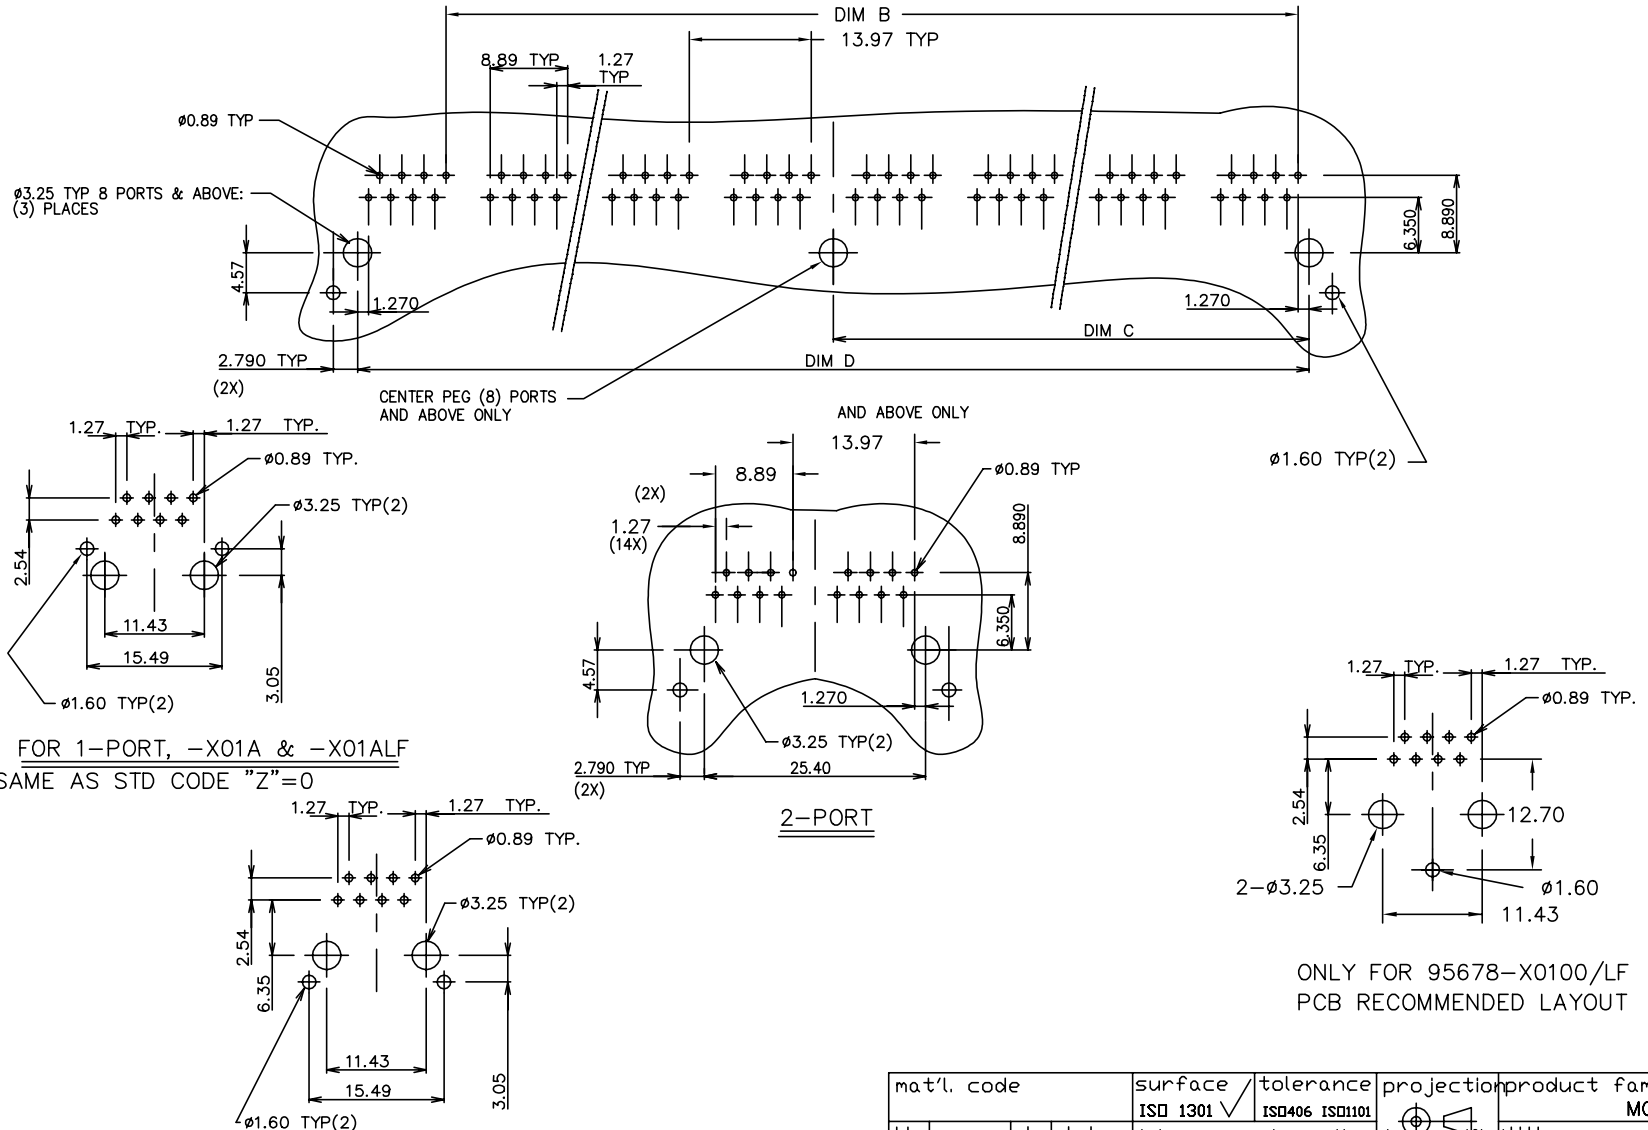 DIM B
13.97 TYP
8.89 TYP
1.27
TYP
ø0.89 TYP
ø3.25 TYP 8 PORTS & ABOVE:
(3) PLACES
4.57
1.270
2.790 TYP
(2X)
6.350
8.890
1.270
DIM C
DIM D
CENTER PEG (8) PORTS
AND ABOVE ONLY
ø1.60 TYP(2)
1.27 TYP.
1.27 TYP.
ø0.89 TYP.
ø3.25 TYP(2)
2.54
11.43
15.49
3.05
ø1.60 TYP(2)
FOR 1-PORT, -X01A & -X01ALF
SAME AS STD CODE "Z"=0
AND ABOVE ONLY
13.97
8.89
ø0.89 TYP
(2X)
1.27
(14X)
8.890
6.350
4.57
1.270
ø3.25 TYP(2)
2.790 TYP
(2X)
25.40
2-PORT
1.27 TYP.
1.27 TYP.
ø0.89 TYP.
ø3.25 TYP(2)
2.54
6.35
11.43
15.49
3.05
ø1.60 TYP(2)
1.27 TYP.
1.27 TYP.
ø0.89 TYP.
2.54
6.35
12.70
2-ø3.25
ø1.60
11.43
ONLY FOR 95678-X0100/LF
PCB RECOMMENDED LAYOUT
mat'l. code
surface
ISO 1301
tolerance
ISO406 ISO1101
projection
product fam
MO